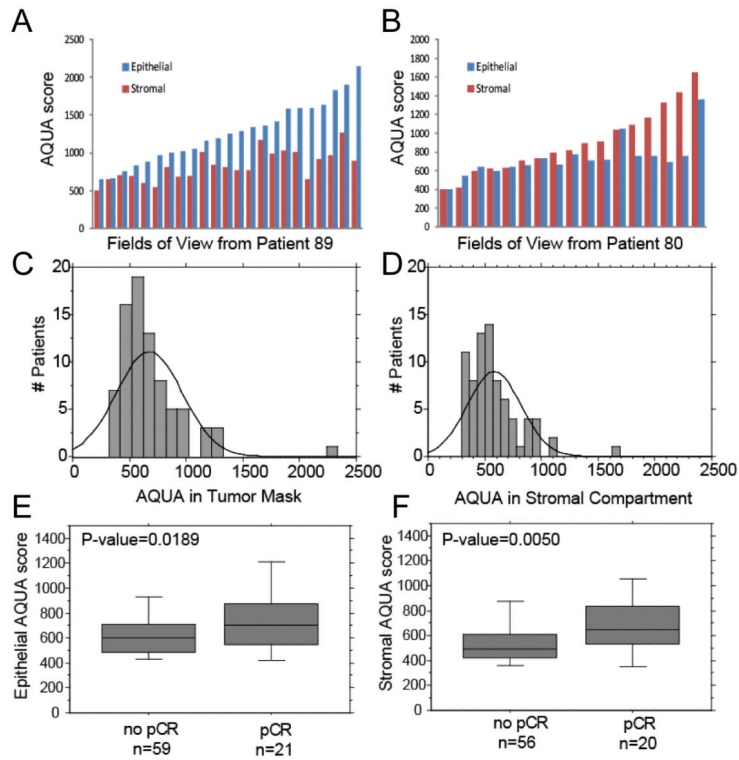 A
AQUA score
2500
2000
1500
1000
500
0
Epithelial
Stromal
Fields of View from Patient 89
B
AQUA score
2000
1800
1600
1400
1200
1000
800
600
400
200
0
Epithelial
Stromal
Fields of View from Patient 80
C
# Patients
20
15
10
5
0
0 500 1000 1500 2000 2500
AQUA in Tumor Mask
D
# Patients
20
15
10
5
0
0 500 1000 1500 2000 2500
AQUA in Stromal Compartment
E
Epithelial AQUA score
P-value=0.0189
1400
1200
1000
800
600
400
200
0
no pCR pCR
n=59 n=21
F
Stromal AQUA score
P-value=0.0050
1400
1200
1000
800
600
400
200
0
no pCR pCR
n=56 n=20